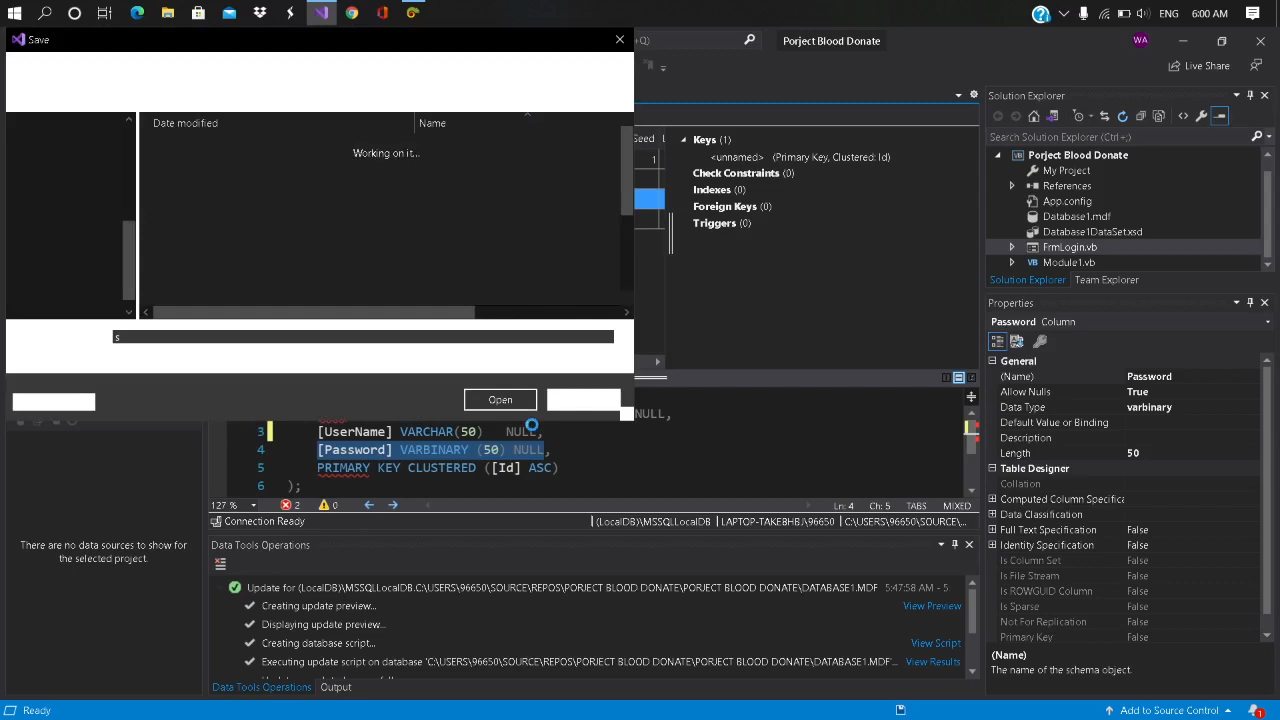 ENG
6:00 AM
Save
Q)
Porject Blood Donate
WA
Live Share
Date modified
Name
Working on it...
s
Open
Seed
1
Keys (1)
<unnamed> (Primary Key, Clustered: Id)
Check Constraints (0)
Indexes (0)
Foreign Keys (0)
Triggers (0)
NULL,
3 [UserName] VARCHAR(50) NULL,
4 [Password] VARBINARY (50) NULL,
5 PRIMARY KEY CLUSTERED ([Id] ASC)
6 );
127 %
2
0
Ln: 4 Ch: 5 TABS MIXED
Connection Ready
(LocalDB)\MSSQLLocalDB
LAPTOP-TAKEBHBJ\96650
C:\USERS\96650\SOURCE\...
There are no data sources to show for
the selected project.
Data Tools Operations
Update for (LocalDB)\MSSQLLocalDB.C:\USERS\96650\SOURCE\REPOS\PORJECT BLOOD DONATE\PORJECT BLOOD DONATE\DATABASE1.MDF 5:47:58 AM - 5
Creating update preview... View Preview
Displaying update preview...
Creating database script... View Script
Executing update script on database 'C:\USERS\96650\SOURCE\REPOS\PORJECT BLOOD DONATE\PORJECT BLOOD DONATE\DATABASE1.MDF'... View Results
Data Tools Operations Output
Solution Explorer
Search Solution Explorer (Ctrl+;)
Porject Blood Donate
My Project
References
App.config
Database1.mdf
Database1DataSet.xsd
FrmLogin.vb
Module1.vb
Solution Explorer Team Explorer
Properties
Password Column
General
(Name) Password
Allow Nulls True
Data Type varbinary
Default Value or Binding
Description
Length 50
Table Designer
Collation
Computed Column Specifica
Data Classification
Full Text Specification False
Identity Specification False
Is Column Set False
Is File Stream False
Is ROWGUID Column False
Is Sparse False
Not For Replication False
Primary Key False
(Name)
The name of the schema object.
Ready
Add to Source Control
1